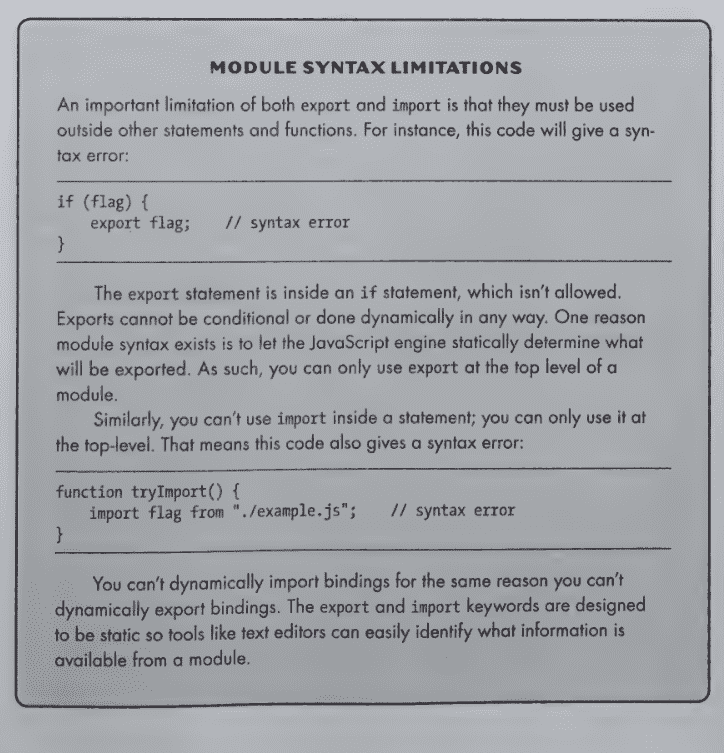 MODULE SYNTAX LIMITATIONS
An important limitation of both export and import is that they must be used
outside other statements and functions. For instance, this code will give a syn-
tax error:
if (flag) {
    export flag;    // syntax error
}
The export statement is inside an if statement, which isn't allowed.
Exports cannot be conditional or done dynamically in any way. One reason
module syntax exists is to let the JavaScript engine statically determine what
will be exported. As such, you can only use export at the top level of a
module.
Similarly, you can't use import inside a statement; you can only use it at
the top-level. That means this code also gives a syntax error:
function tryImport() {
    import flag from "./example.js";    // syntax error
}
You can't dynamically import bindings for the same reason you can't
dynamically export bindings. The export and import keywords are designed
to be static so tools like text editors can easily identify what information is
available from a module.